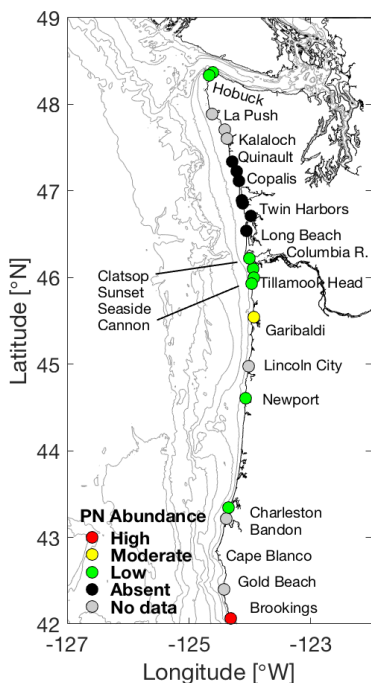 49
48
47
46
45
44
43
42
Latitude [°N]
Hobuck
La Push
Kalaloch
Quinault
Copalis
Twin Harbors
Long Beach
Columbia R.
Clatsop
Sunset
Seaside
Cannon
Tillamook Head
Garibaldi
Lincoln City
Newport
Charleston
Bandon
Cape Blanco
Gold Beach
Brookings
PN Abundance
High
Moderate
Low
Absent
No data
-127
-125
-123
Longitude [°W]